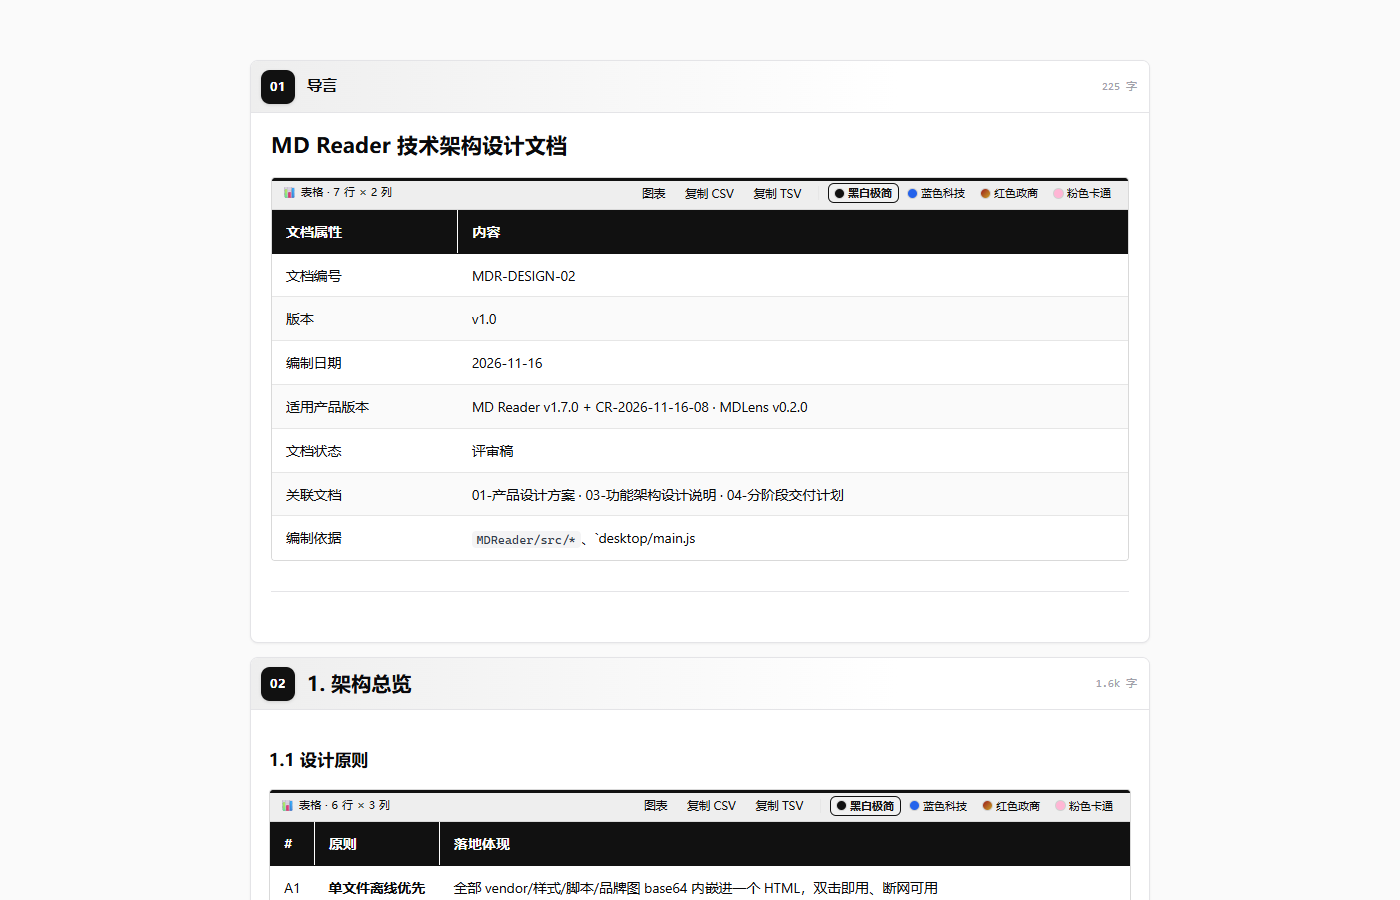 01 导言 225 字
MD Reader 技术架构设计文档
表格 · 7 行 × 2 列 图表 复制 CSV 复制 TSV 黑白极简 蓝色科技 红色政商 粉色卡通
文档属性 内容
文档编号 MDR-DESIGN-02
版本 v1.0
编制日期 2026-11-16
适用产品版本 MD Reader v1.7.0 + CR-2026-11-16-08 · MDLens v0.2.0
文档状态 评审稿
关联文档 01-产品设计方案 · 03-功能架构设计说明 · 04-分阶段交付计划
编制依据 MDReader/src/* 、`desktop/main.js
02 1. 架构总览 1.6k 字
1.1 设计原则
表格 · 6 行 × 3 列 图表 复制 CSV 复制 TSV 黑白极简 蓝色科技 红色政商 粉色卡通
# 原则 落地体现
A1 单文件离线优先 全部 vendor/样式/脚本/品牌图 base64 内嵌进一个 HTML，双击即用、断网可用